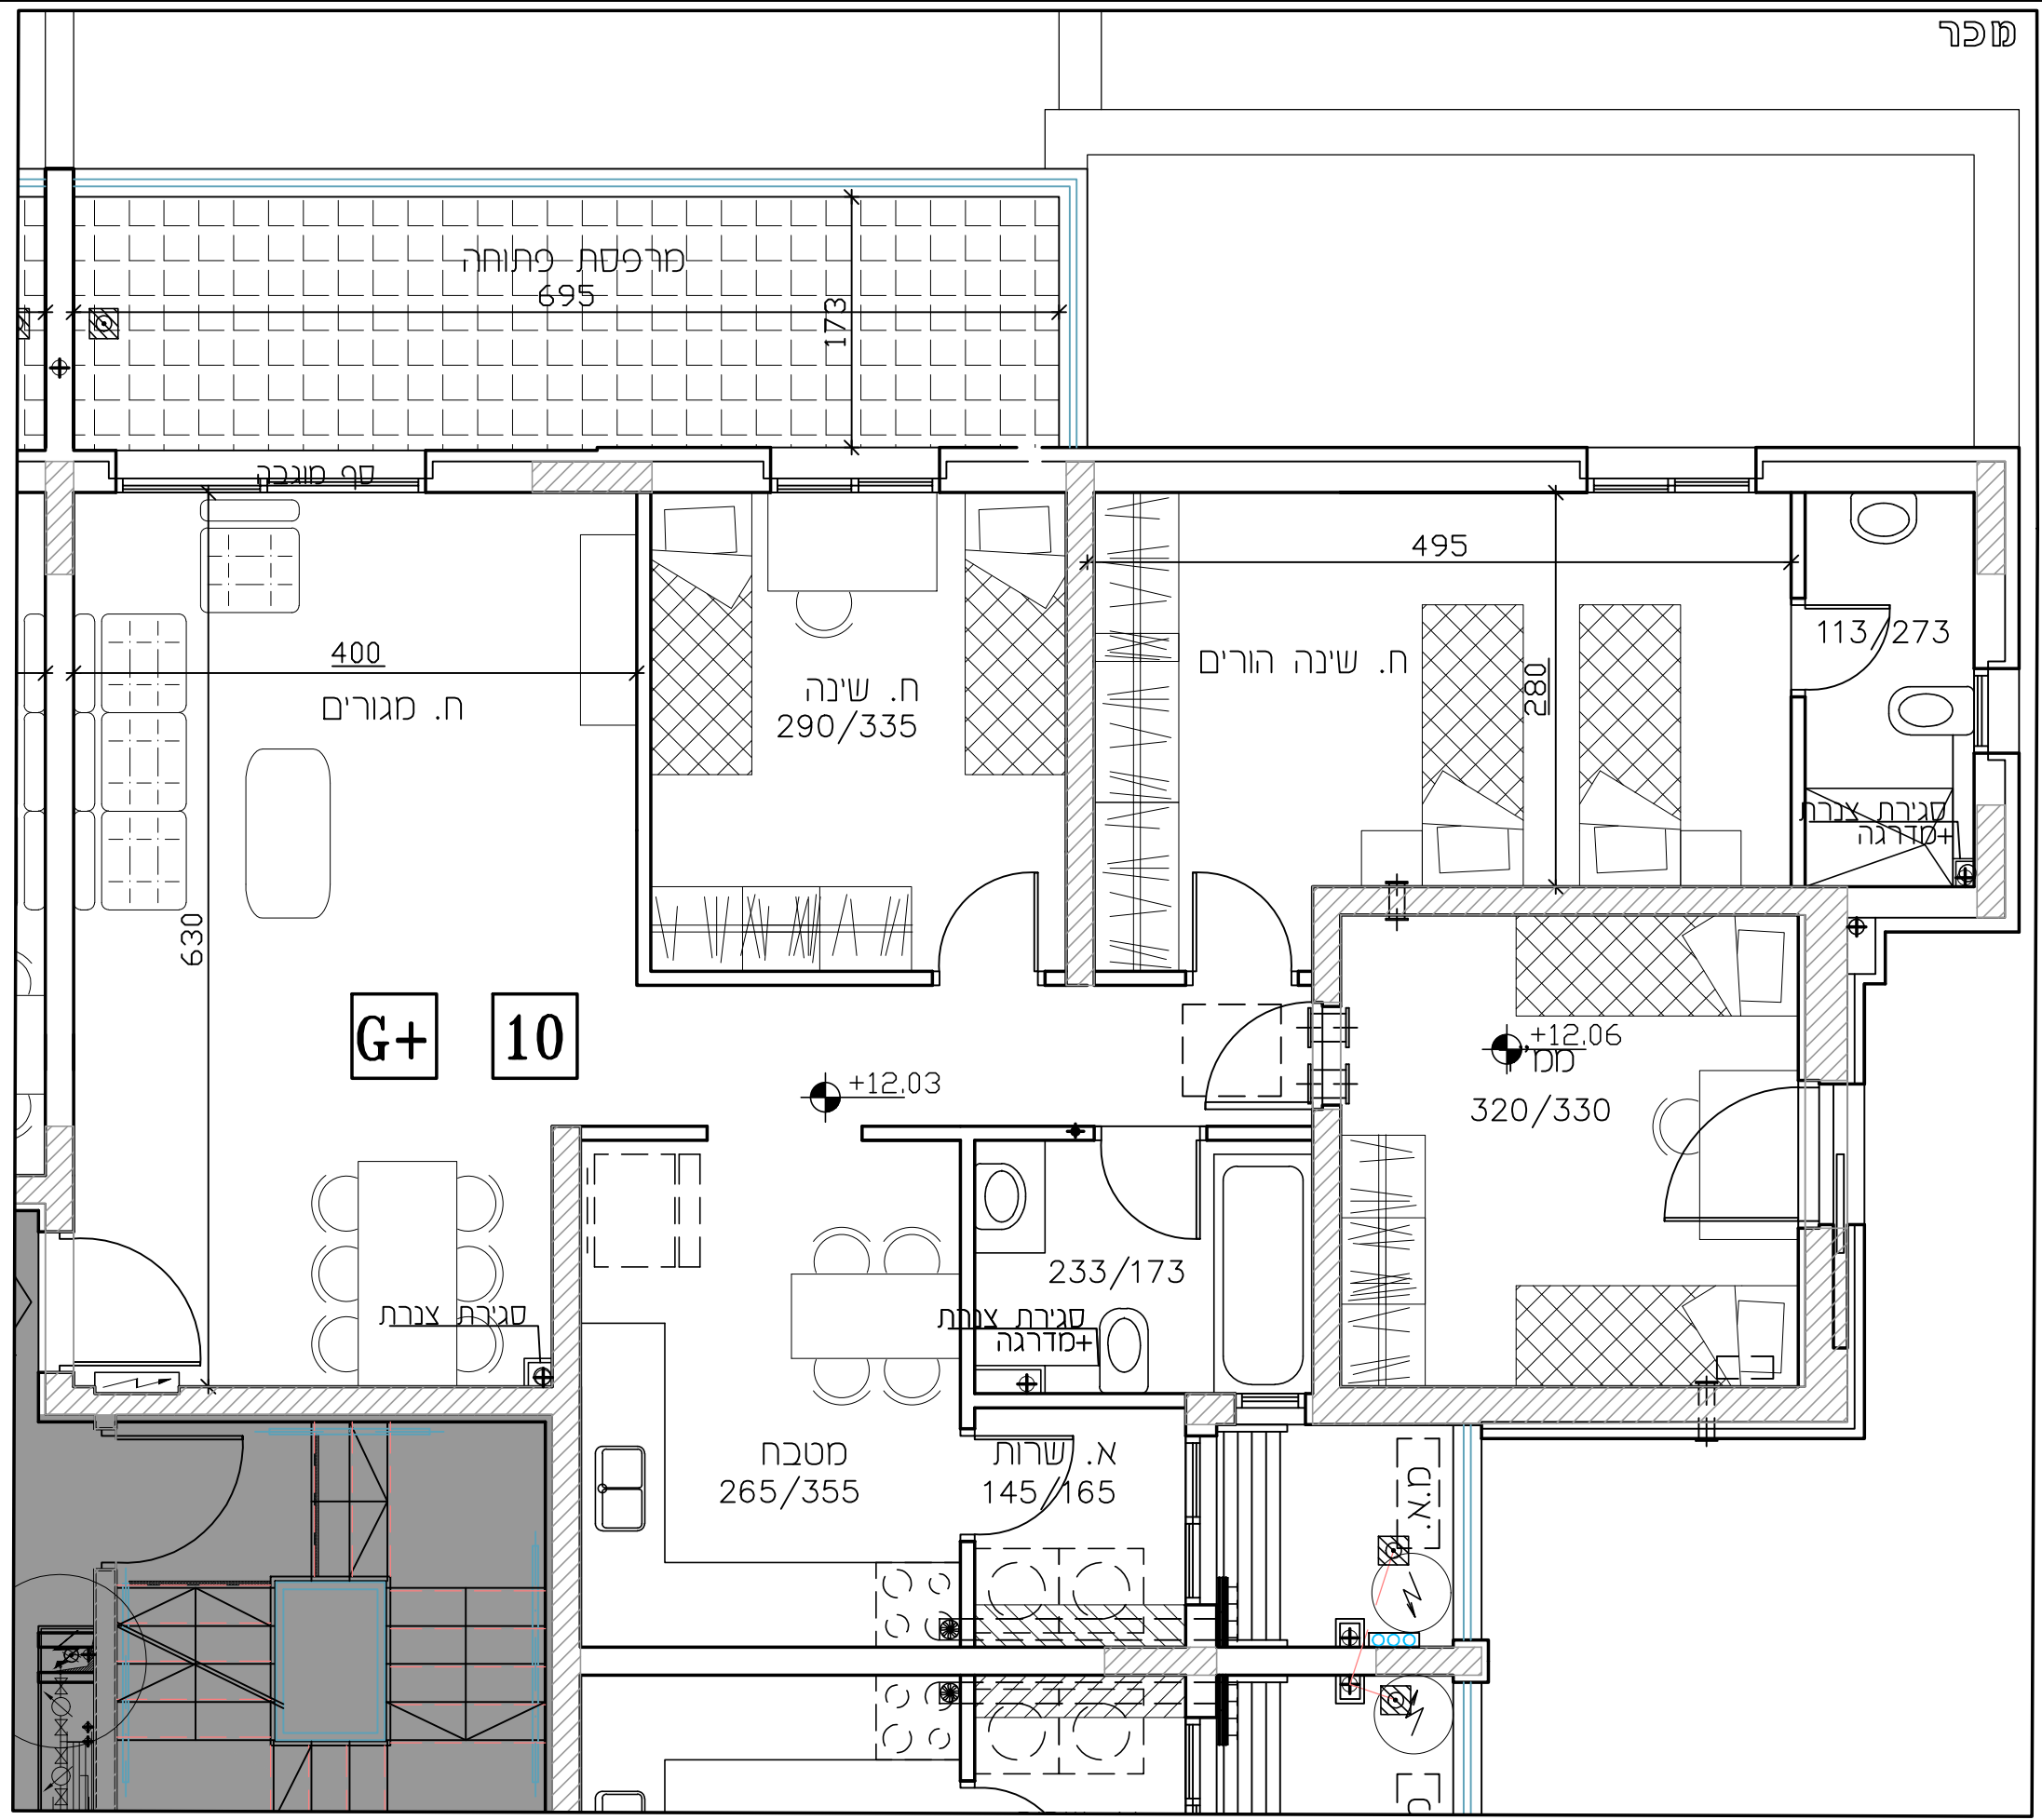 מכר
מרפסת פתוחה
695
173
סף מוגבה
495
400
ח. מגורים
ח. שינה
290/335
ח. שינה הורים
280
113/273
סגירת צנרת
+מדרגה
630
G+
10
+12.03
+12.06
ממ'
320/330
233/173
סגירת צנרת
סגירת צנרת
+מדרגה
מטבח
265/355
א. שרות
145/165
מ.א.